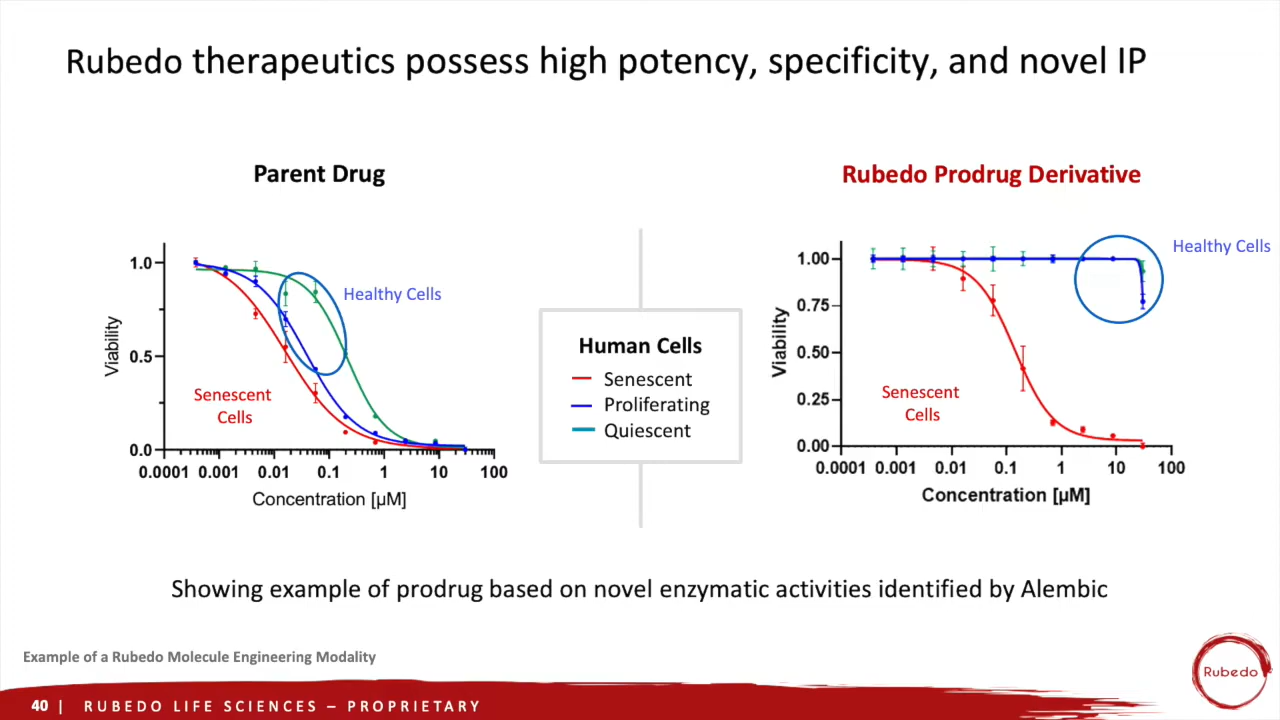 Rubedo therapeutics possess high potency, specificity, and novel IP
Parent Drug
1.0
0.5
0.0
Viability
0.0001 0.001 0.01 0.1 1 10 100
Concentration [µM]
Healthy Cells
Senescent
Cells
Human Cells
Senescent
Proliferating
Quiescent
Rubedo Prodrug Derivative
1.00
0.75
0.50
0.25
0.00
Viability
0.0001 0.001 0.01 0.1 1 10 100
Concentration [µM]
Healthy Cells
Senescent
Cells
Showing example of prodrug based on novel enzymatic activities identified by Alembic
Example of a Rubedo Molecule Engineering Modality
40 | RUBEDO LIFE SCIENCES – PROPRIETARY
Rubedo